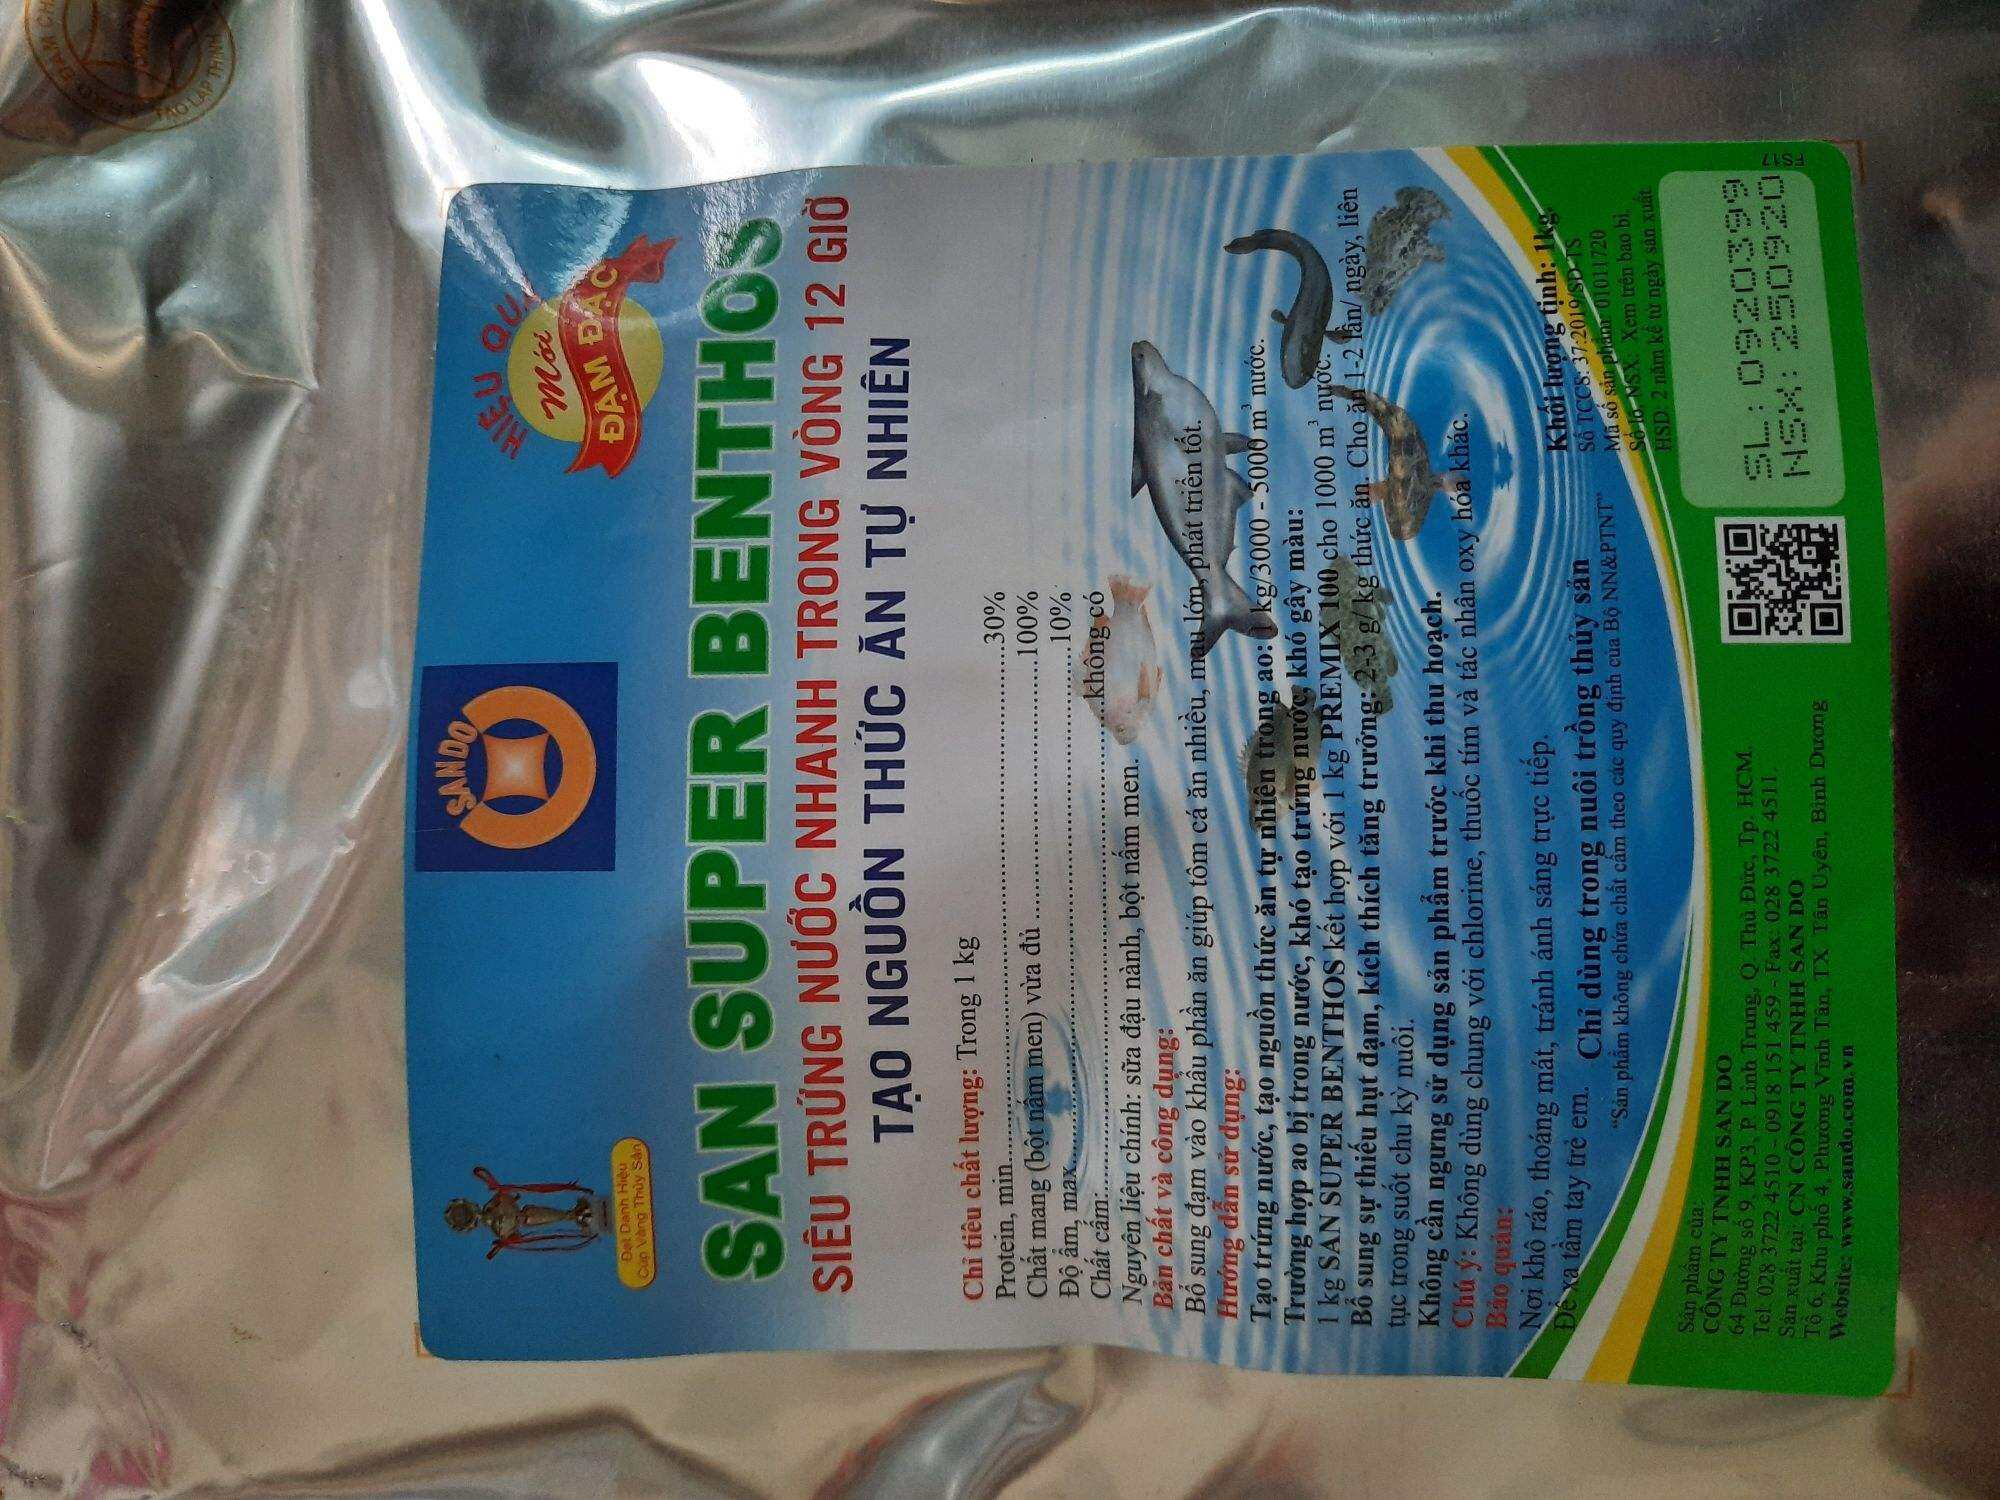 SANDO
Đạt Danh Hiệu
Cúp Vàng Thủy Sản
HIỆU QUẢ
Mới
ĐẬM ĐẶC
SAN SUPER BENTHOS
SIÊU TRỨNG NƯỚC NHANH TRONG VÒNG 12 GIỜ
TẠO NGUỒN THỨC ĂN TỰ NHIÊN
Chỉ tiêu chất lượng: Trong 1 kg
Protein, min...30%
Chất mang (bột nấm men) vừa đủ ...100%
Độ ẩm, max...10%
Chất cấm:...không có
Nguyên liệu chính: sữa đậu nành, bột nấm men.
Bản chất và công dụng:
Bổ sung đạm vào khẩu phần ăn giúp tôm cá ăn nhiều, mau lớn, phát triển tốt.
Hướng dẫn sử dụng:
Tạo trứng nước, tạo nguồn thức ăn tự nhiên trong ao: kg/3000 - 5000 m³ nước.
Trường hợp ao bị trong nước, khó tạo trứng nước, khó gây màu:
1 kg SAN SUPER BENTHOS kết hợp với 1 kg PREMIX 100 cho 1000 m³ nước.
Bổ sung sự thiếu hụt đạm, kích thích tăng trưởng: 2-3 g/ kg thức ăn. Cho ăn 1-2 lần/ ngày, liên
tục trong suốt chu kỳ nuôi.
Không cần ngưng sử dụng sản phẩm trước khi thu hoạch.
Chú ý: Không dùng chung với chlorine, thuốc tím và tác nhân oxy hóa khác.
Bảo quản:
Nơi khô ráo, thoáng mát, tránh ánh sáng trực tiếp.
Để xa tầm tay trẻ em.
Chỉ dùng trong nuôi trồng thủy sản
"Sản phẩm không chứa chất cấm theo các quy định của Bộ NN&PTNT"
Khối lượng tịnh: 1kg.
Số TCCS: 37:2019/SD-TS
Mã số sản phẩm: 01011720
Số lô, NSX: Xem trên bao bì.
HSD: 2 năm kể từ ngày sản xuất
SL: 0920399
NSX: 250920
TS17
Sản phẩm của:
CÔNG TY TNHH SAN DO
64 Đường số 9, KP3, P Linh Trung, Q Thủ Đức, Tp. HCM.
Tel: 028 3722 4510 - 0918 151 459 - Fax: 028 3722 4511.
Sản xuất tại: CN CÔNG TY TNHH SAN DO
Tổ 6, Khu phố 4, Phường Vĩnh Tân, TX Tân Uyên, Bình Dương
Website: www.sando.com.vn